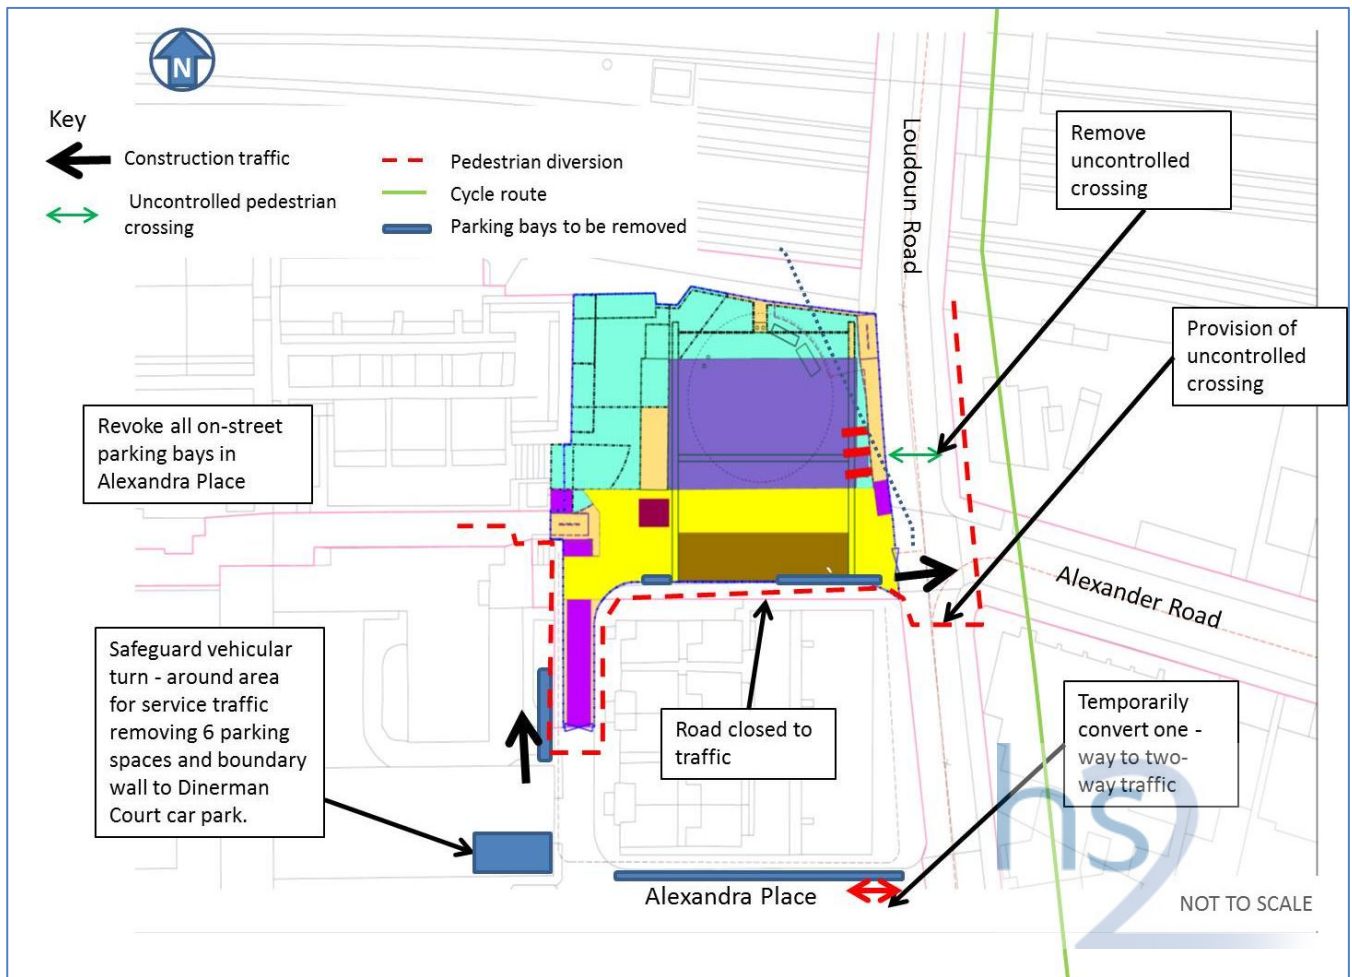 N
Key
Construction traffic
Uncontrolled pedestrian
crossing
Pedestrian diversion
Cycle route
Parking bays to be removed
Loudoun Road
Remove
uncontrolled
crossing
Provision of
uncontrolled
crossing
Revoke all on-street
parking bays in
Alexandra Place
Alexander Road
Safeguard vehicular
turn - around area
for service traffic
removing 6 parking
spaces and boundary
wall to Dinerman
Court car park.
Road closed to
traffic
Temporarily
convert one -
way to two-
way traffic
hs2
Alexandra Place
NOT TO SCALE